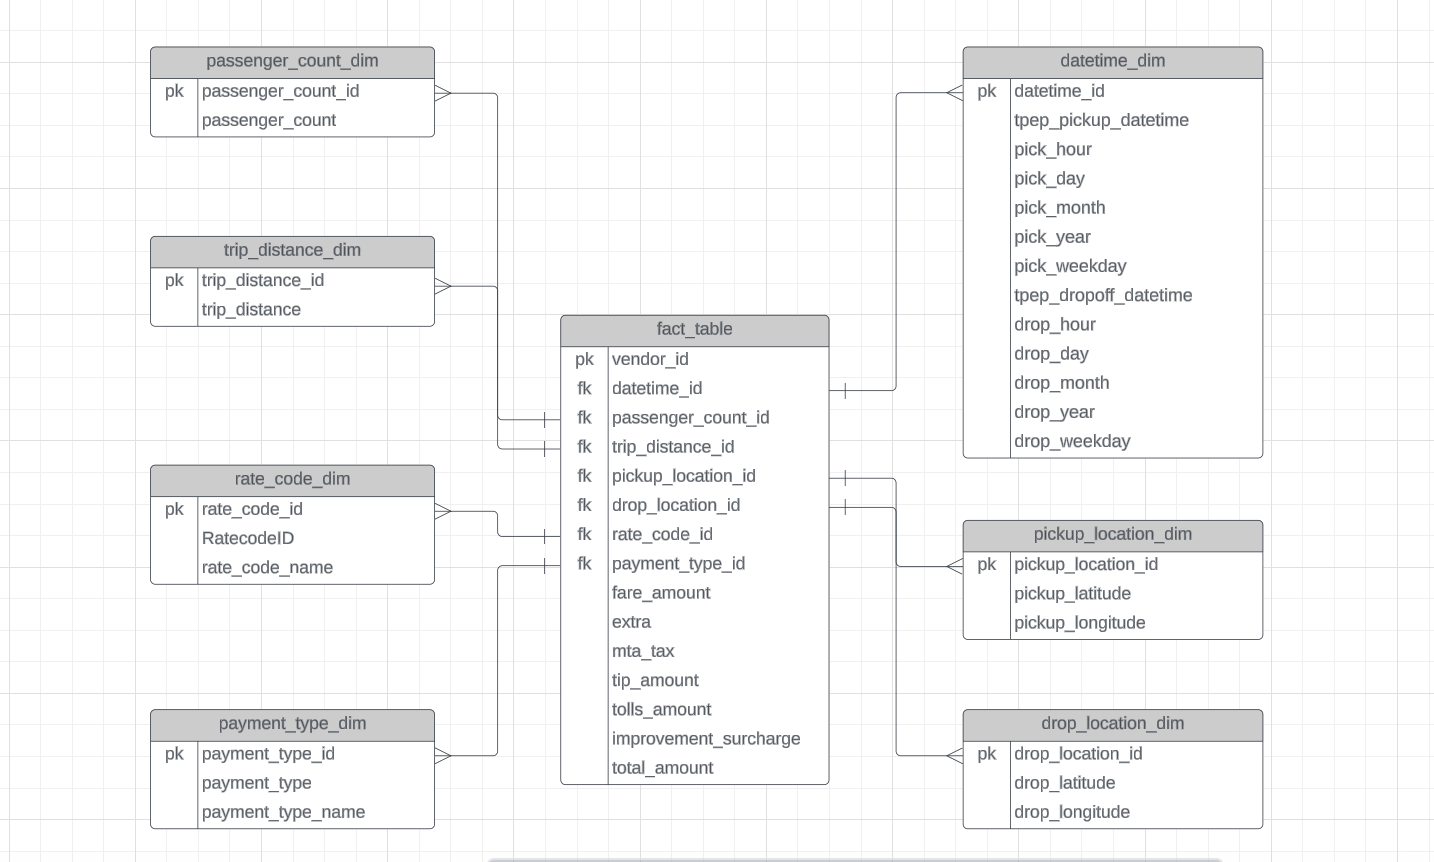 passenger_count_dim
pk passenger_count_id
passenger_count
trip_distance_dim
pk trip_distance_id
trip_distance
rate_code_dim
pk rate_code_id
RatecodeID
rate_code_name
payment_type_dim
pk payment_type_id
payment_type
payment_type_name
fact_table
pk vendor_id
fk datetime_id
fk passenger_count_id
fk trip_distance_id
fk pickup_location_id
fk drop_location_id
fk rate_code_id
fk payment_type_id
fare_amount
extra
mta_tax
tip_amount
tolls_amount
improvement_surcharge
total_amount
datetime_dim
pk datetime_id
tpep_pickup_datetime
pick_hour
pick_day
pick_month
pick_year
pick_weekday
tpep_dropoff_datetime
drop_hour
drop_day
drop_month
drop_year
drop_weekday
pickup_location_dim
pk pickup_location_id
pickup_latitude
pickup_longitude
drop_location_dim
pk drop_location_id
drop_latitude
drop_longitude